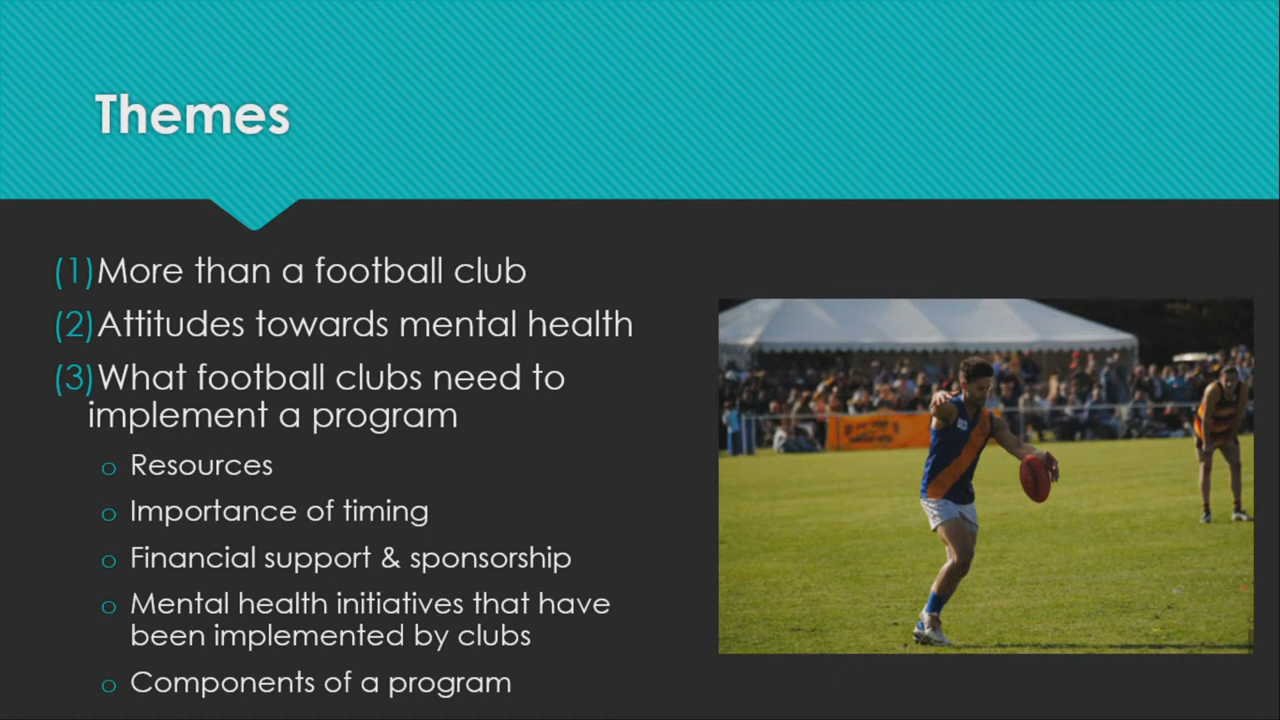 Themes
(1)More than a football club
(2)Attitudes towards mental health
(3)What football clubs need to
implement a program
o Resources
o Importance of timing
o Financial support & sponsorship
o Mental health initiatives that have
been implemented by clubs
o Components of a program